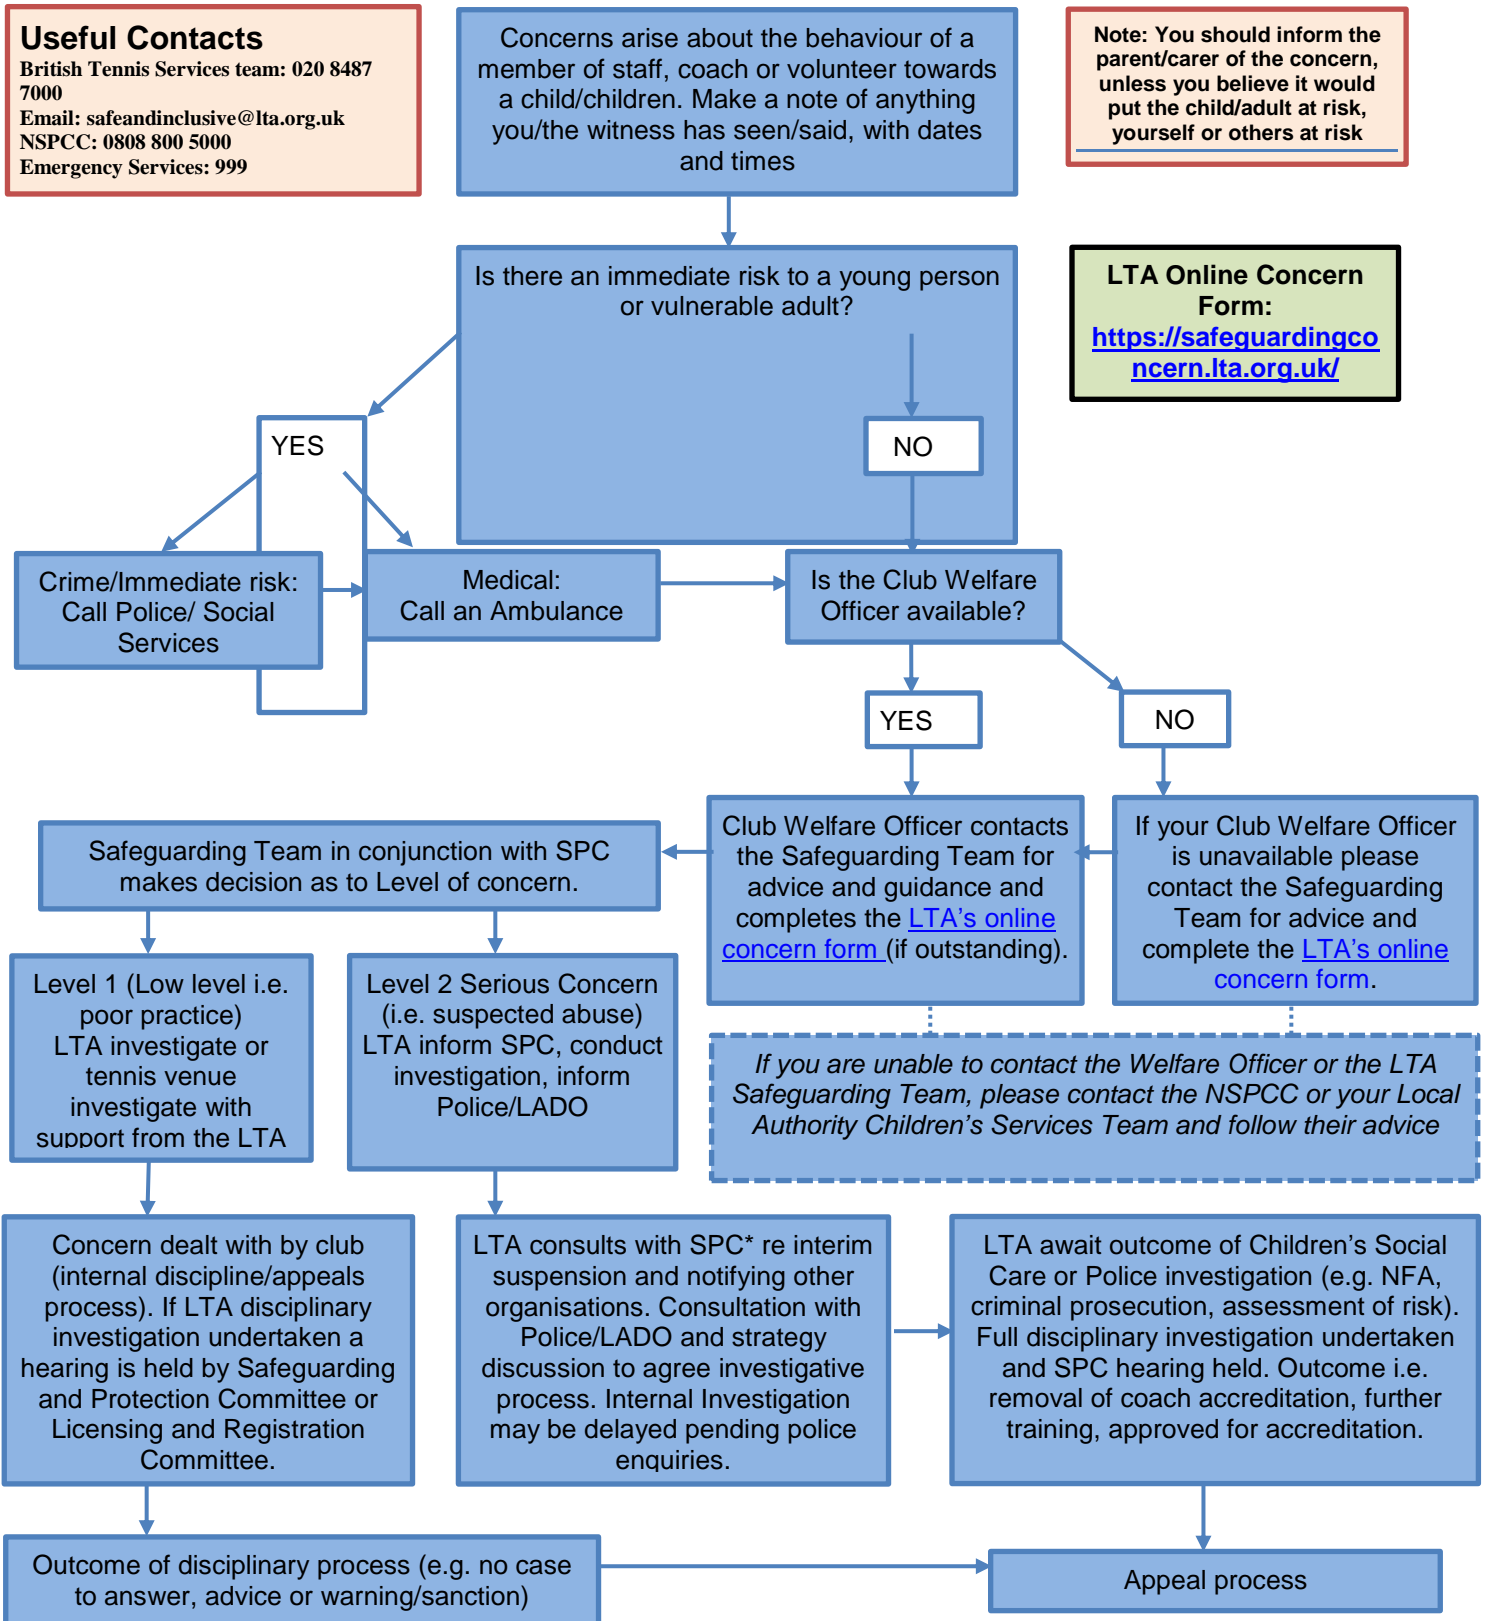 Useful Contacts
British Tennis Services team: 020 8487
7000
Email: safeandinclusive@lta.org.uk
NSPCC: 0808 800 5000
Emergency Services: 999
Concerns arise about the behaviour of a
member of staff, coach or volunteer towards
a child/children. Make a note of anything
you/the witness has seen/said, with dates
and times
Note: You should inform the
parent/carer of the concern,
unless you believe it would
put the child/adult at risk,
yourself or others at risk
Is there an immediate risk to a young person
or vulnerable adult?
LTA Online Concern
Form:
https://safeguardingco
ncern.lta.org.uk/
YES
NO
Crime/Immediate risk:
Call Police/ Social
Services
Medical:
Call an Ambulance
Is the Club Welfare
Officer available?
YES
NO
Safeguarding Team in conjunction with SPC
makes decision as to Level of concern.
Club Welfare Officer contacts
the Safeguarding Team for
advice and guidance and
completes the LTA's online
concern form (if outstanding).
If your Club Welfare Officer
is unavailable please
contact the Safeguarding
Team for advice and
complete the LTA's online
concern form.
Level 1 (Low level i.e.
poor practice)
LTA investigate or
tennis venue
investigate with
support from the LTA
Level 2 Serious Concern
(i.e. suspected abuse)
LTA inform SPC, conduct
investigation, inform
Police/LADO
If you are unable to contact the Welfare Officer or the LTA
Safeguarding Team, please contact the NSPCC or your Local
Authority Children's Services Team and follow their advice
Concern dealt with by club
(internal discipline/appeals
process). If LTA disciplinary
investigation undertaken a
hearing is held by Safeguarding
and Protection Committee or
Licensing and Registration
Committee.
LTA consults with SPC* re interim
suspension and notifying other
organisations. Consultation with
Police/LADO and strategy
discussion to agree investigative
process. Internal Investigation
may be delayed pending police
enquiries.
LTA await outcome of Children's Social
Care or Police investigation (e.g. NFA,
criminal prosecution, assessment of risk).
Full disciplinary investigation undertaken
and SPC hearing held. Outcome i.e.
removal of coach accreditation, further
training, approved for accreditation.
Outcome of disciplinary process (e.g. no case
to answer, advice or warning/sanction)
Appeal process